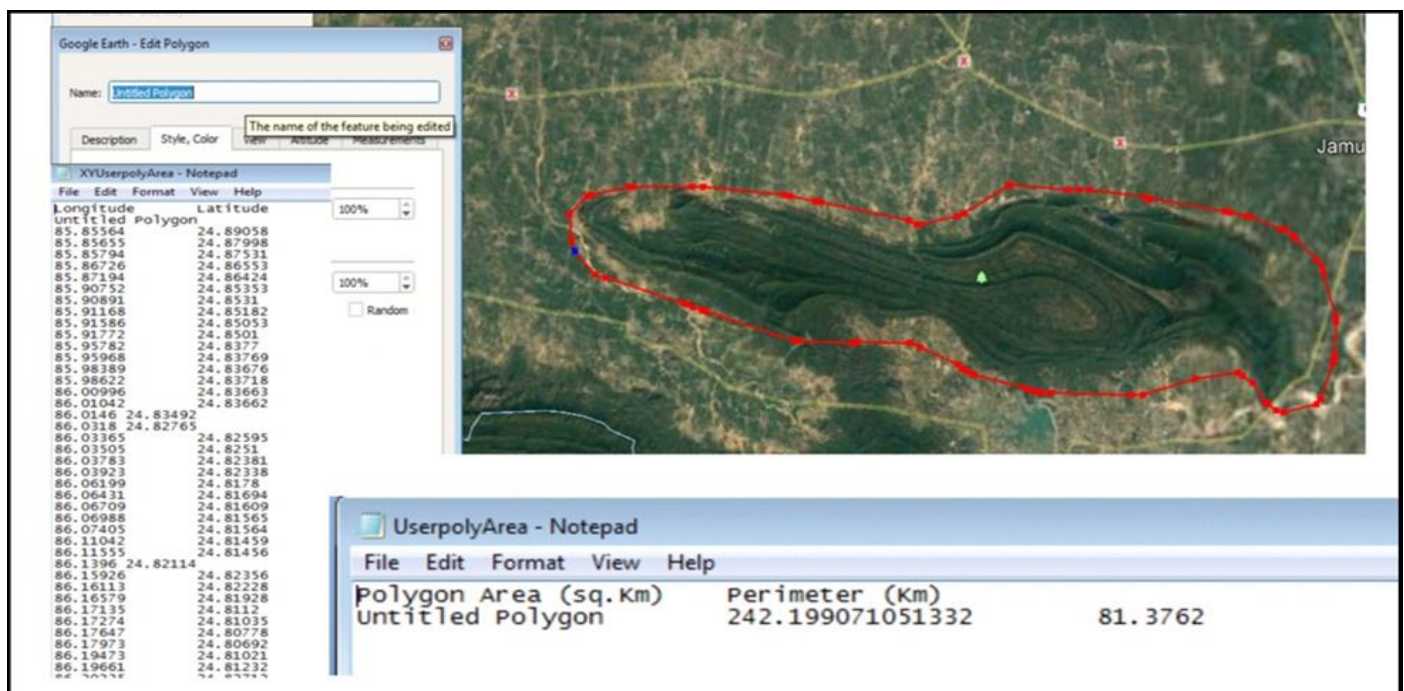 Google Earth - Edit Polygon
Name: Untitled Polygon
The name of the feature being edited
Description Style, Color View Altitude Measurements
100%
100%
Random
Jamu
XYUserpolyArea - Notepad
File Edit Format View Help
Longitude Latitude
Untitled Polygon
85.85564 24.89058
85.85655 24.87998
85.85794 24.87531
85.86726 24.86553
85.87194 24.86424
85.90752 24.85353
85.90891 24.8531
85.91168 24.85182
85.91586 24.85053
85.91772 24.8501
85.95782 24.8377
85.95968 24.83769
85.98389 24.83676
85.98622 24.83718
86.00996 24.83663
86.01042 24.83662
86.0146 24.83492
86.0318 24.82765
86.03365 24.82595
86.03505 24.8251
86.03783 24.82381
86.03923 24.82338
86.06199 24.8178
86.06431 24.81694
86.06709 24.81609
86.06988 24.81565
86.07405 24.81564
86.11042 24.81459
86.11555 24.81456
86.1396 24.82114
86.15926 24.82356
86.16113 24.82228
86.16579 24.81928
86.17135 24.8112
86.17274 24.81035
86.17647 24.80778
86.17973 24.80692
86.19473 24.81021
86.19661 24.81232
UserpolyArea - Notepad
File Edit Format View Help
Polygon Area (sq.Km) Perimeter (Km)
Untitled Polygon 242.199071051332 81.3762